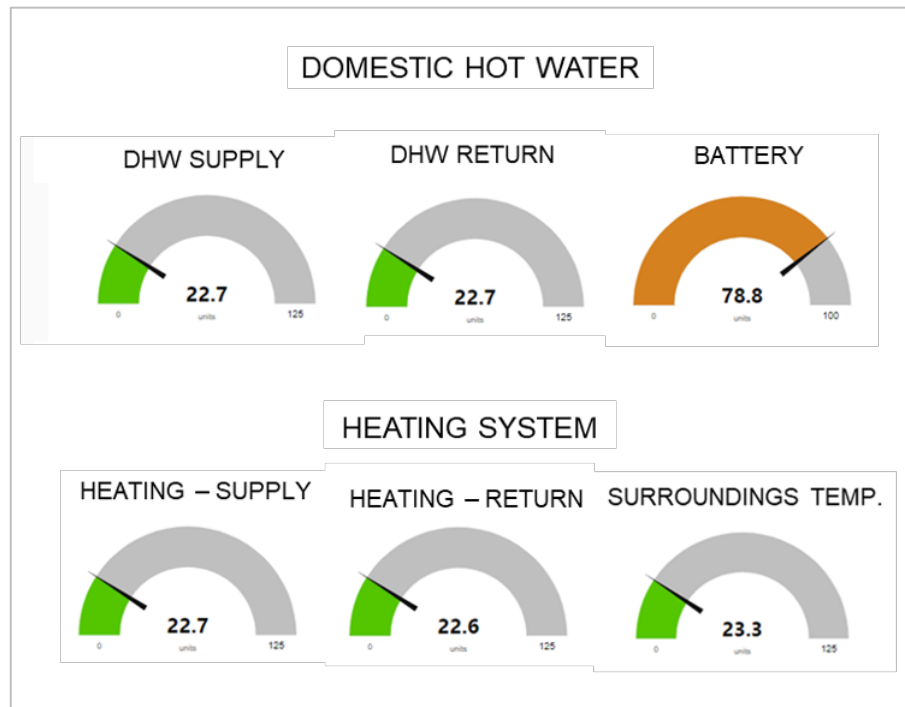 DOMESTIC HOT WATER
DHW SUPPLY
22.7
0
units
125
DHW RETURN
22.7
0
units
125
BATTERY
78.8
0
units
100
HEATING SYSTEM
HEATING – SUPPLY
22.7
0
units
125
HEATING – RETURN
22.6
0
units
125
SURROUNDINGS TEMP.
23.3
0
units
125